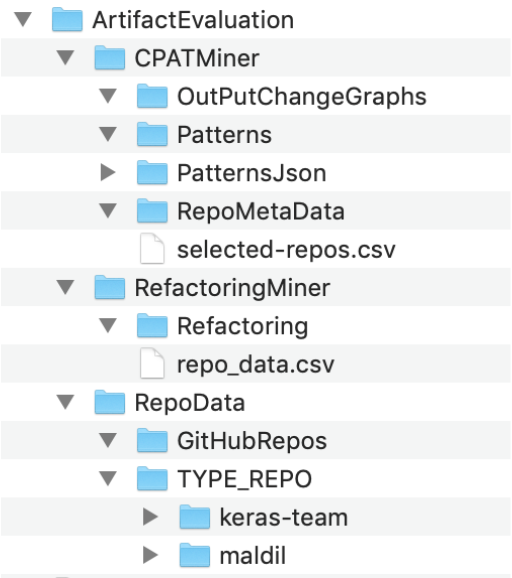 ArtifactEvaluation
CPATMiner
OutPutChangeGraphs
Patterns
PatternsJson
RepoMetaData
selected-repos.csv
RefactoringMiner
Refactoring
repo_data.csv
RepoData
GitHubRepos
TYPE_REPO
keras-team
maldil